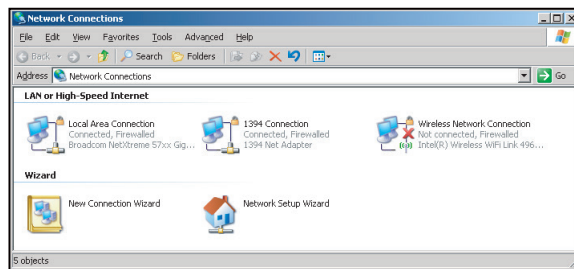 Network Connections
File Edit View Favorites Tools Advanced Help
Back Search Folders
Address Network Connections Go
LAN or High-Speed Internet
Local Area Connection
Connected, Firewalled
Broadcom NetXtreme 57xx Gig...
1394 Connection
Connected, Firewalled
1394 Net Adapter
Wireless Network Connection
Not connected, Firewalled
Intel(R) Wireless WiFi Link 496...
Wizard
New Connection Wizard
Network Setup Wizard
5 objects